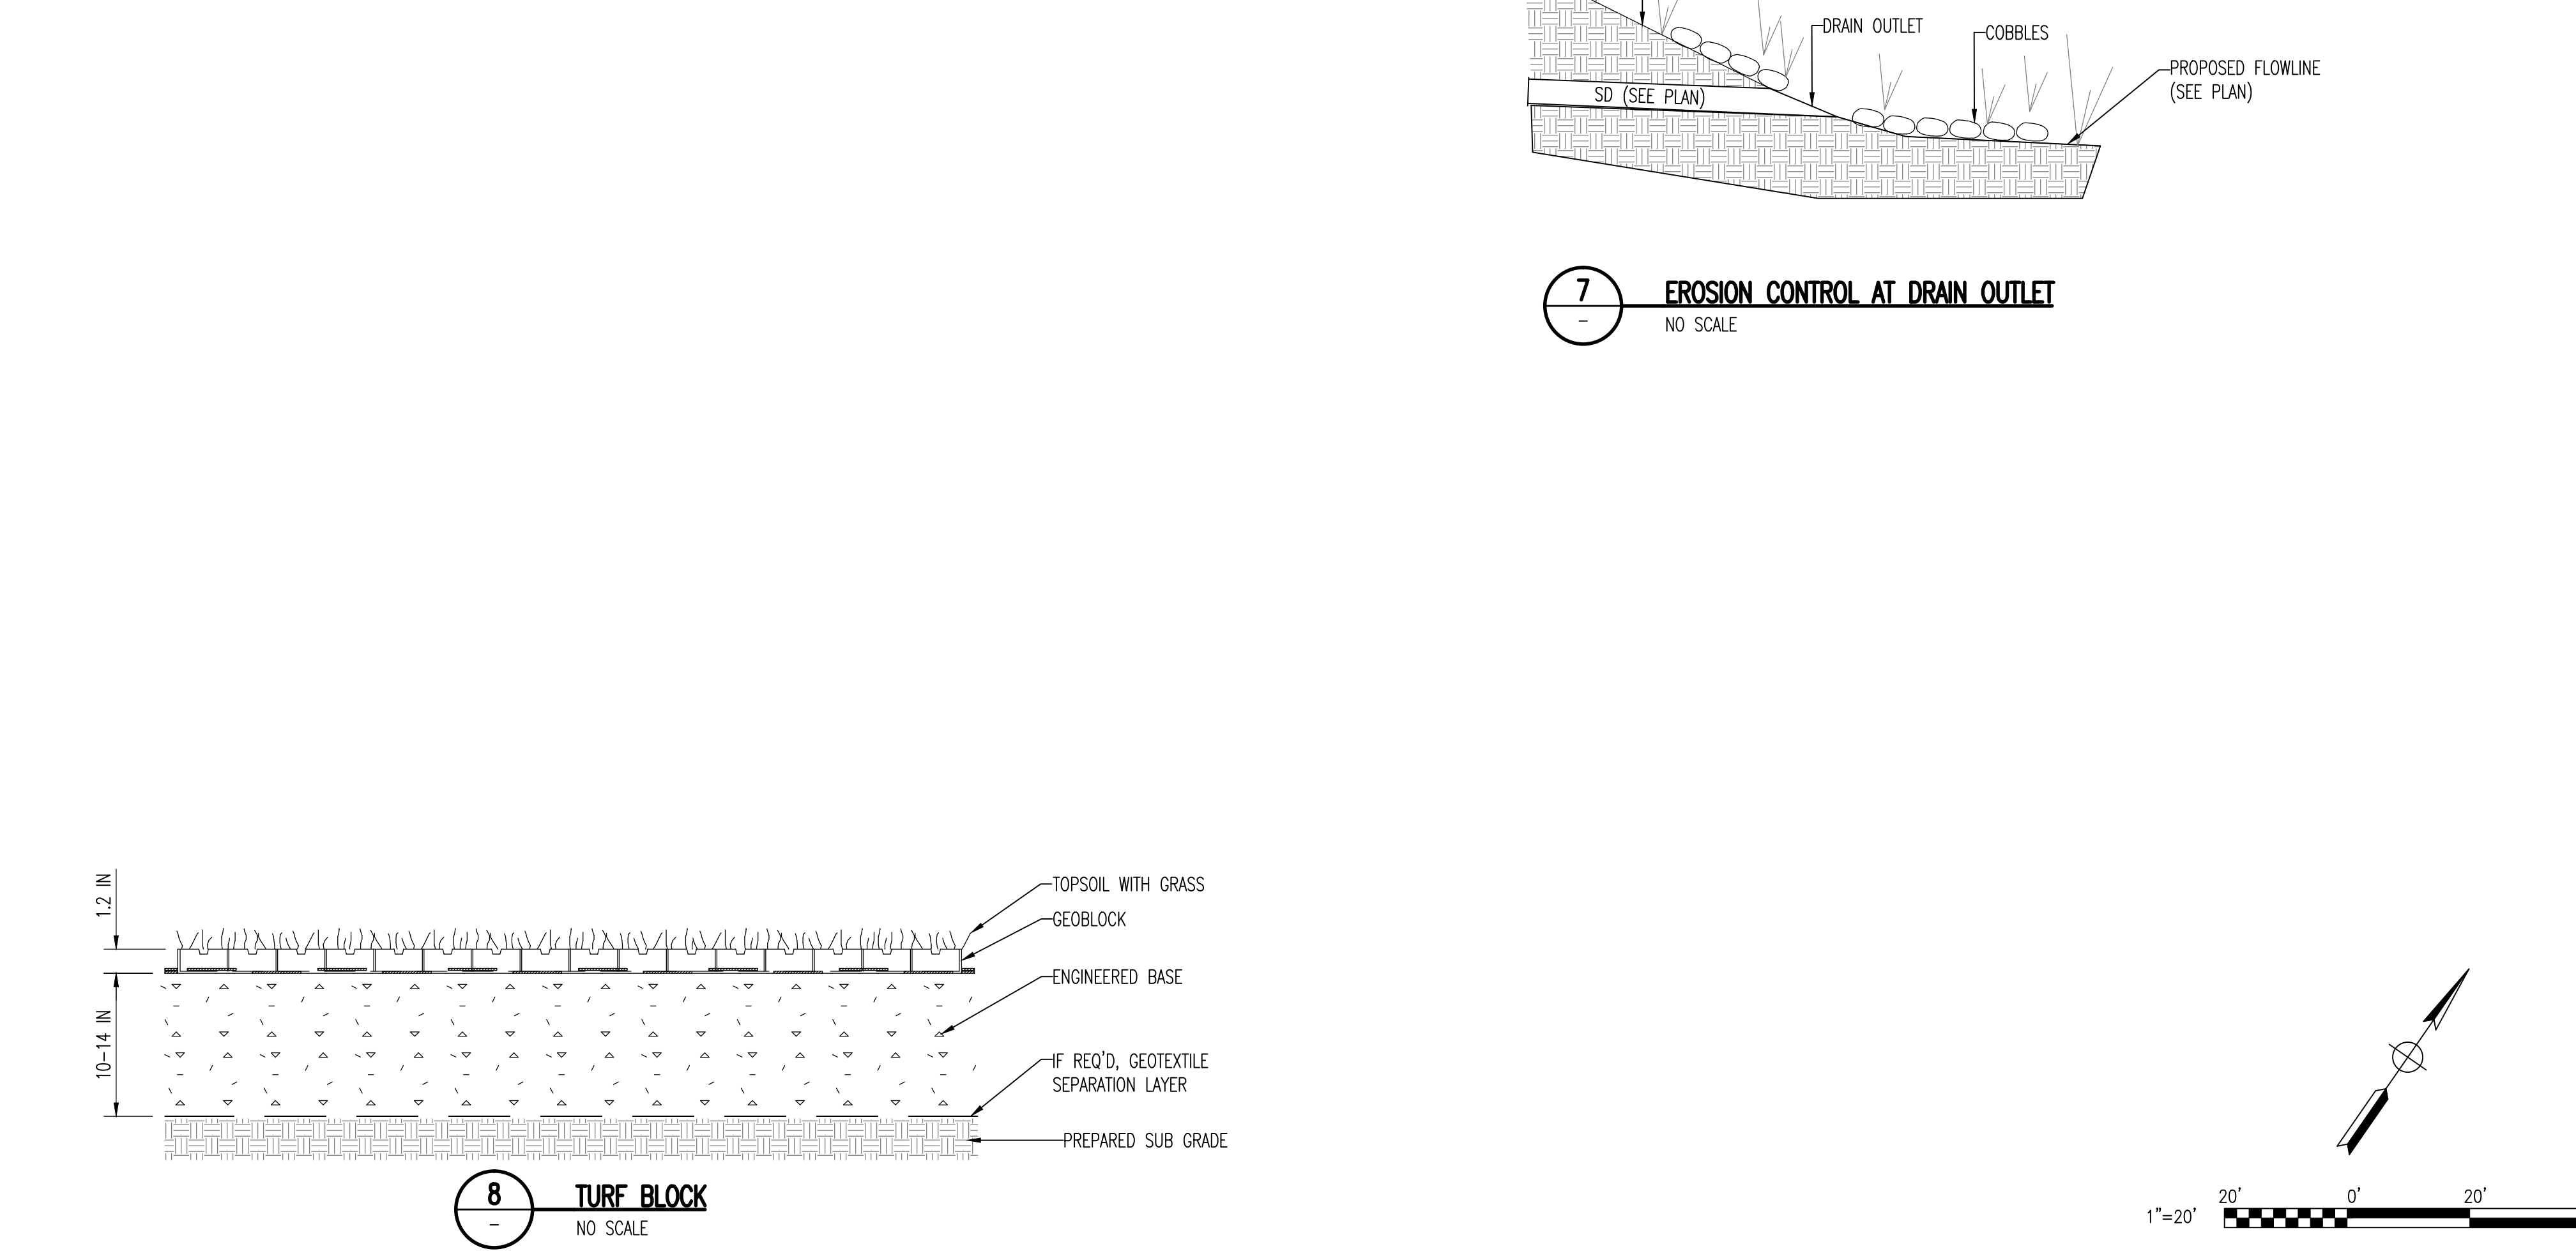 DRAIN OUTLET
COBBLES
PROPOSED FLOWLINE
(SEE PLAN)
SD (SEE PLAN)
7
-
EROSION CONTROL AT DRAIN OUTLET
NO SCALE
1.2 IN
10-14 IN
TOPSOIL WITH GRASS
GEOBLOCK
ENGINEERED BASE
IF REQ'D, GEOTEXTILE
SEPARATION LAYER
PREPARED SUB GRADE
8
-
TURF BLOCK
NO SCALE
20' 0' 20'
1"=20'